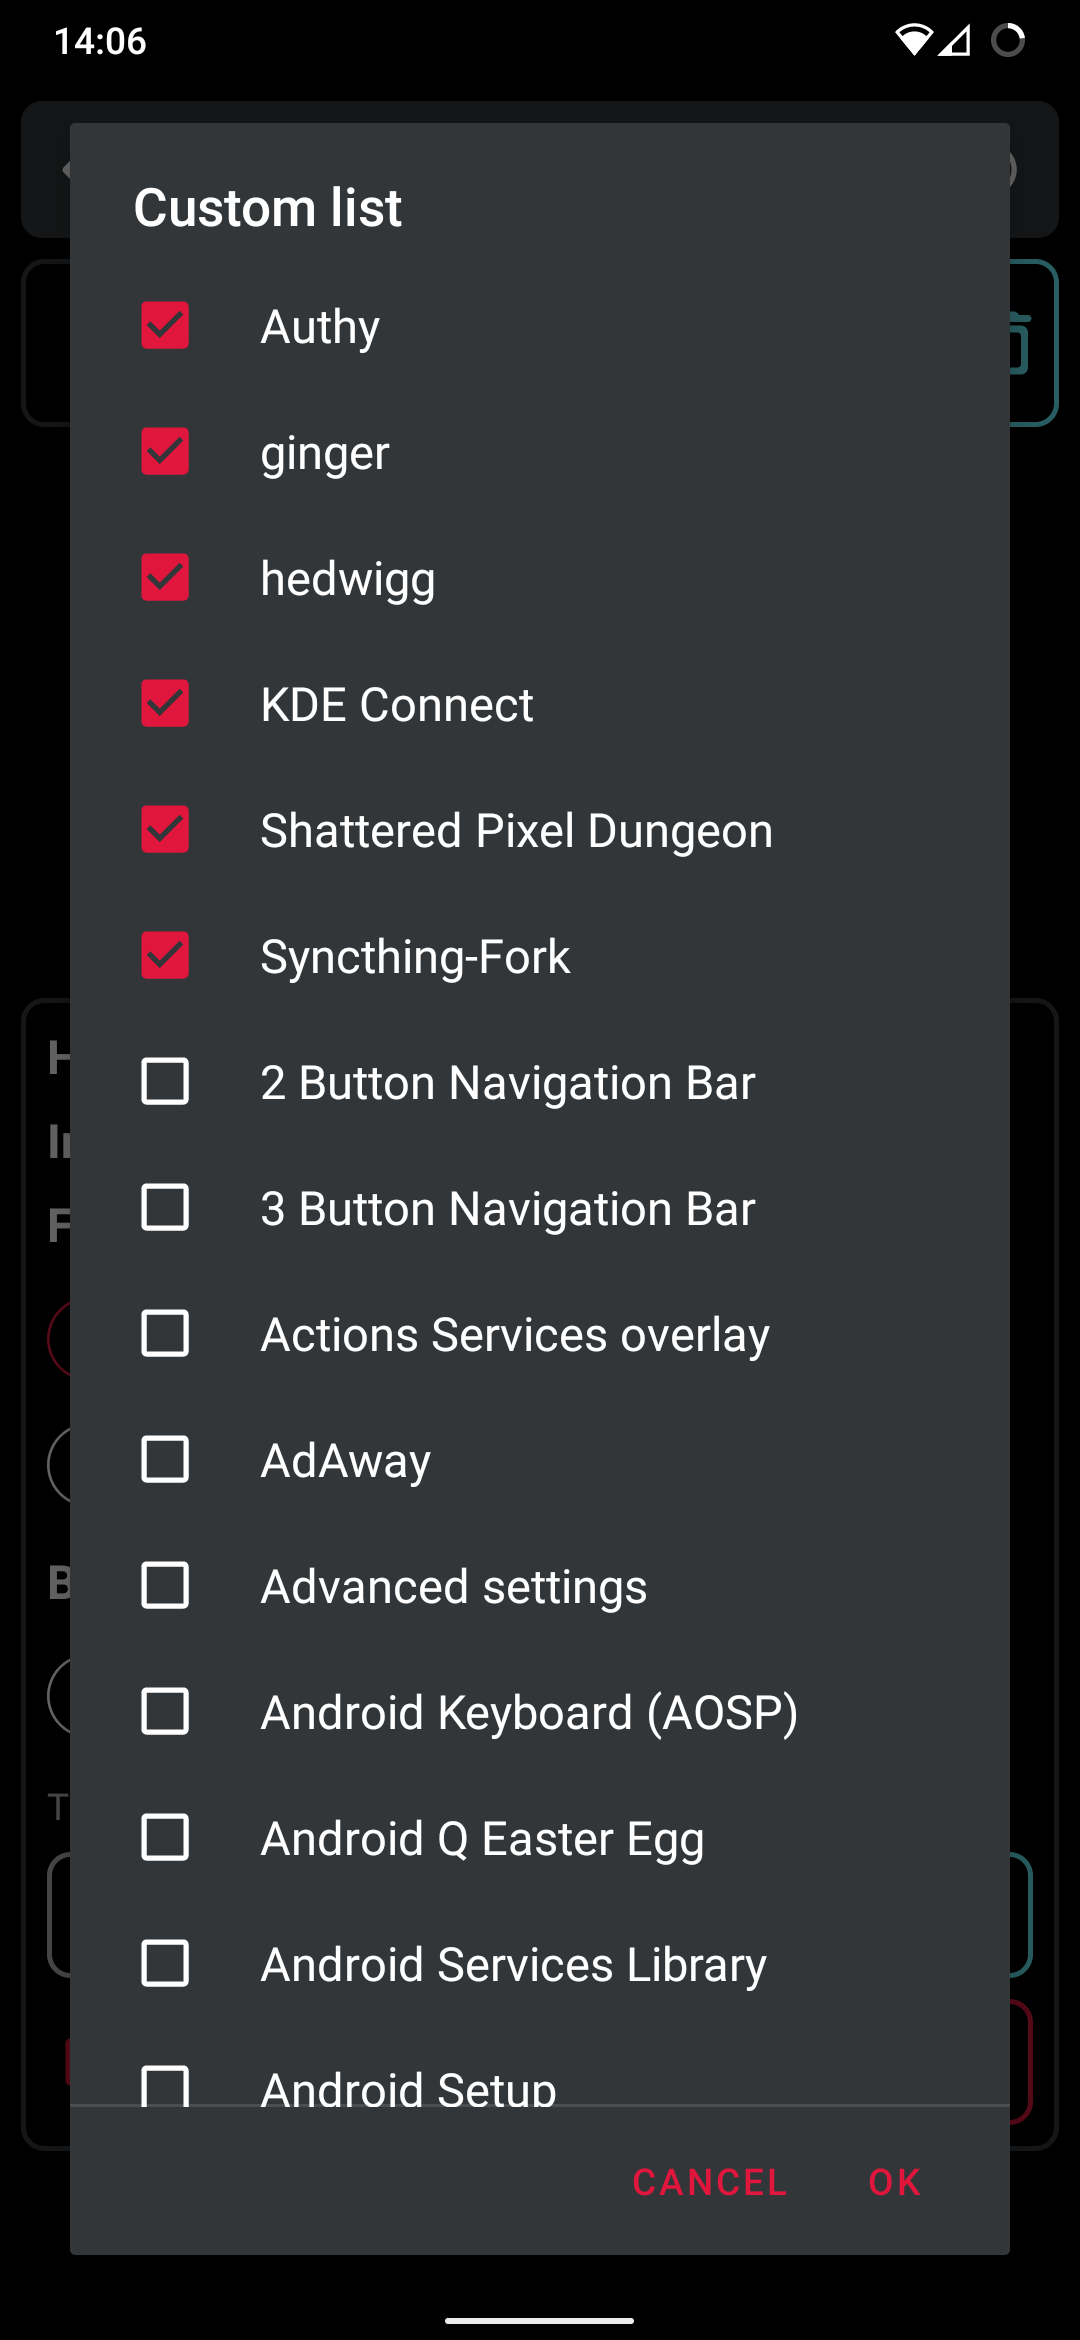 14:06
Custom list
Authy
ginger
hedwigg
KDE Connect
Shattered Pixel Dungeon
Syncthing-Fork
2 Button Navigation Bar
3 Button Navigation Bar
Actions Services overlay
AdAway
Advanced settings
Android Keyboard (AOSP)
Android Q Easter Egg
Android Services Library
Android Setup
CANCEL OK